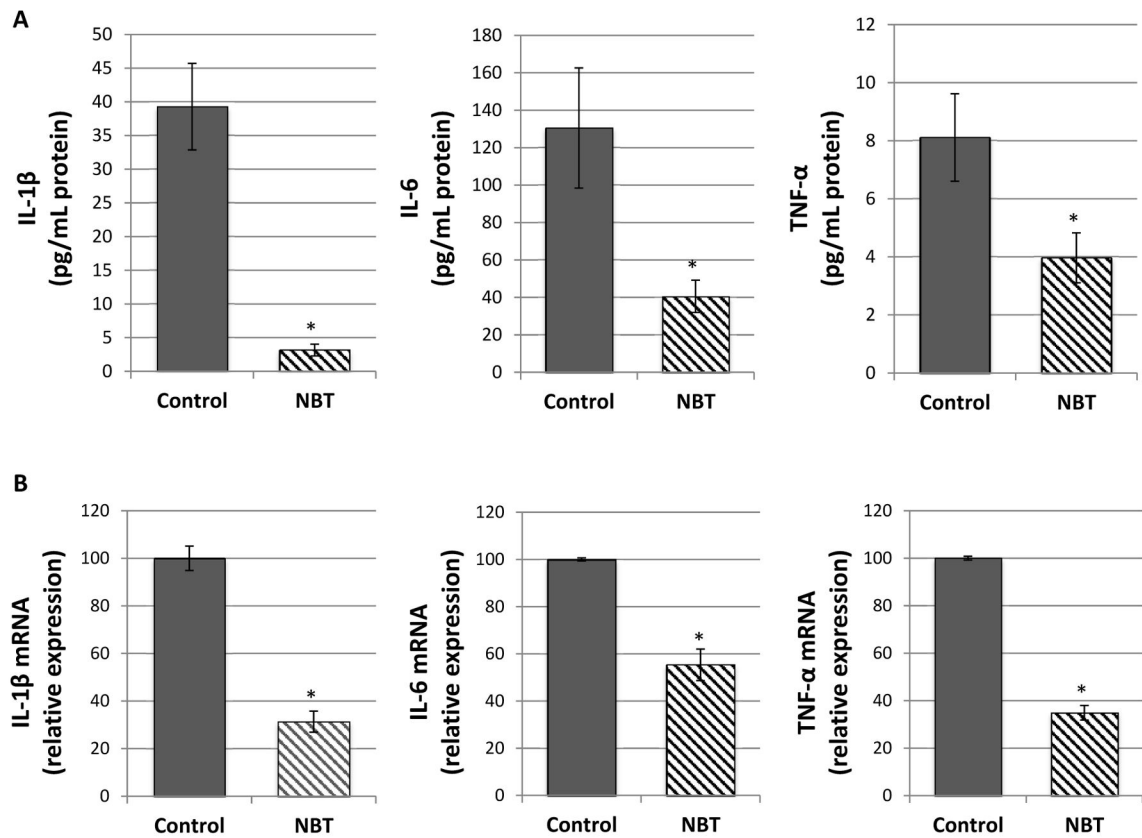 A
IL-1β
(pg/mL protein)
50
45
40
35
30
25
20
15
10
5
0
*
Control NBT
IL-6
(pg/mL protein)
180
160
140
120
100
80
60
40
20
0
*
Control NBT
TNF-α
(pg/mL protein)
12
10
8
6
4
2
0
*
Control NBT
B
IL-1β mRNA
(relative expression)
120
100
80
60
40
20
0
*
Control NBT
IL-6 mRNA
(relative expression)
120
100
80
60
40
20
0
*
Control NBT
TNF-α mRNA
(relative expression)
120
100
80
60
40
20
0
*
Control NBT